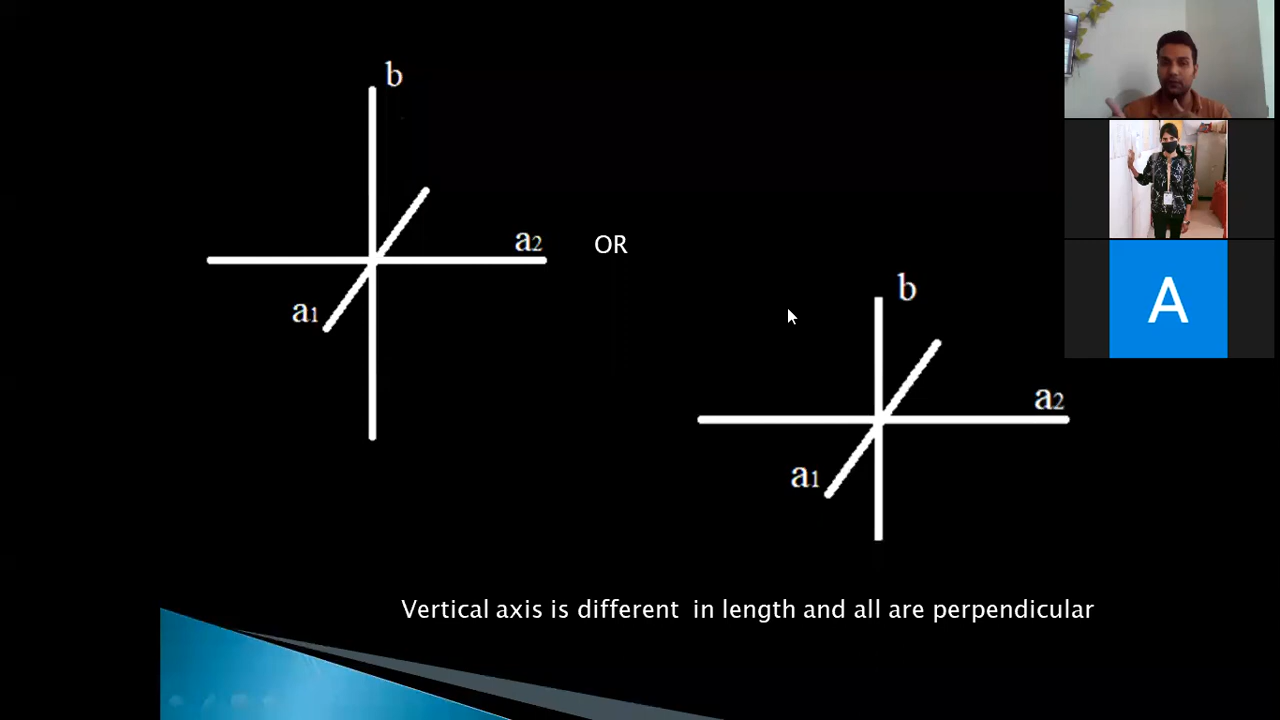 b
a2
a1
OR
b
a2
a1
Vertical axis is different in length and all are perpendicular
A